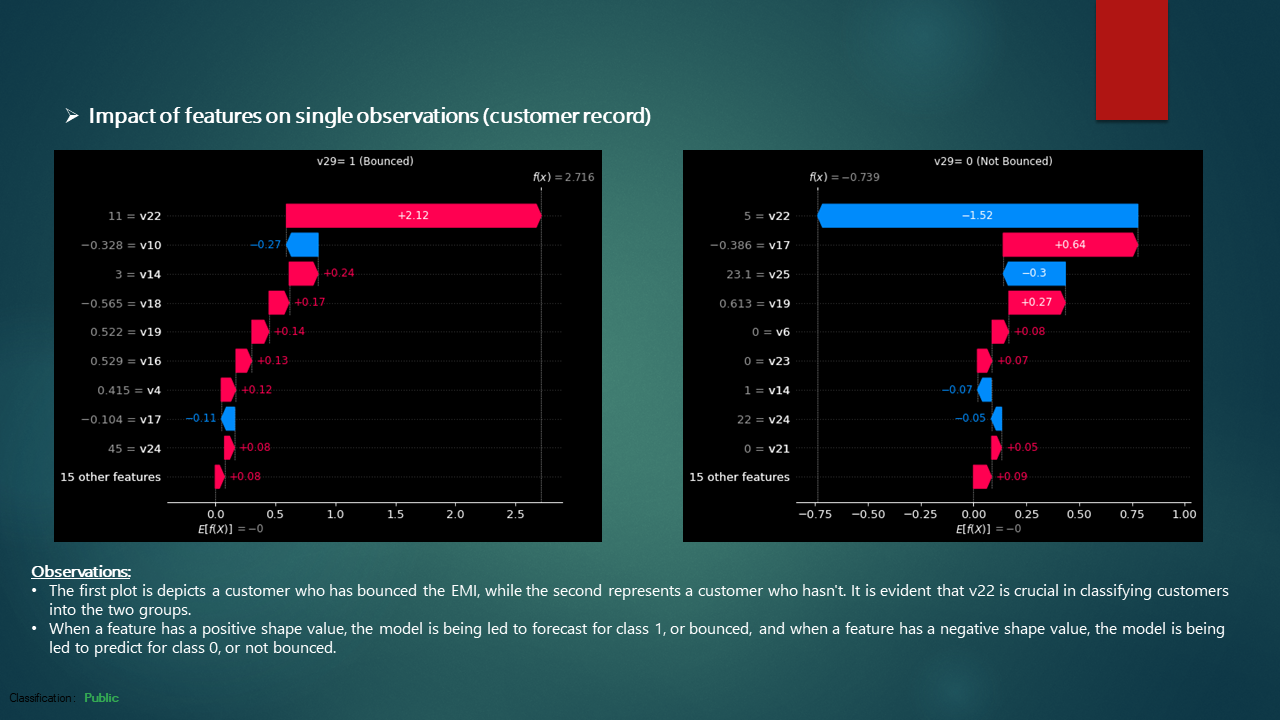 ➢ Impact of features on single observations (customer record)
v29= 1 (Bounced)
f(x) = 2.716
11 = v22 +2.12
−0.328 = v10 −0.27
3 = v14 +0.24
−0.565 = v18 +0.17
0.522 = v19 +0.14
0.529 = v16 +0.13
0.415 = v4 +0.12
−0.104 = v17 −0.11
45 = v24 +0.08
15 other features +0.08
0.0 0.5 1.0 1.5 2.0 2.5
E[f(X)] = −0
v29= 0 (Not Bounced)
f(x) = −0.739
5 = v22 −1.52
−0.386 = v17 +0.64
23.1 = v25 −0.3
0.613 = v19 +0.27
0 = v6 +0.08
0 = v23 +0.07
1 = v14 −0.07
22 = v24 −0.05
0 = v21 +0.05
15 other features +0.09
−0.75 −0.50 −0.25 0.00 0.25 0.50 0.75 1.00
E[f(X)] = −0
Observations:
• The first plot is depicts a customer who has bounced the EMI, while the second represents a customer who hasn't. It is evident that v22 is crucial in classifying customers
into the two groups.
• When a feature has a positive shape value, the model is being led to forecast for class 1, or bounced, and when a feature has a negative shape value, the model is being
led to predict for class 0, or not bounced.
Classification: Public